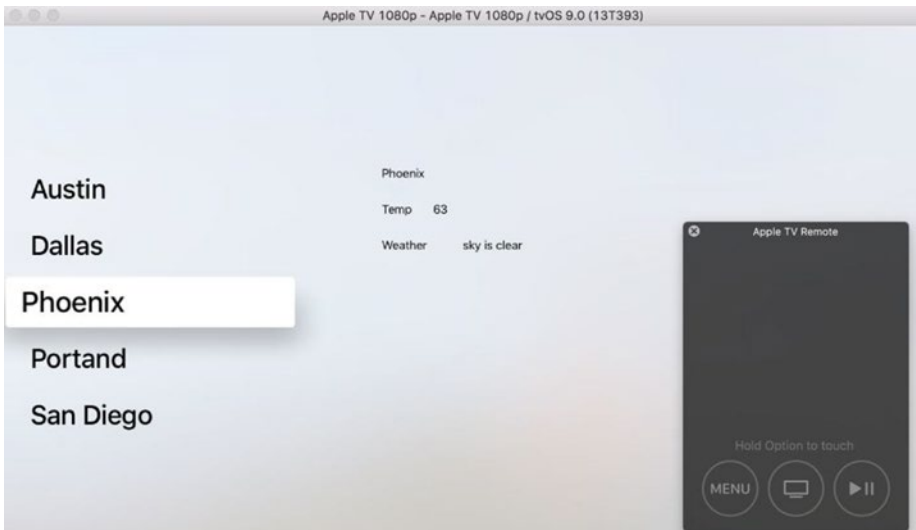 Apple TV 1080p - Apple TV 1080p / tvOS 9.0 (13T393)
Austin
Dallas
Phoenix
Portand
San Diego
Phoenix
Temp 63
Weather sky is clear
Apple TV Remote
Hold Option to touch
MENU